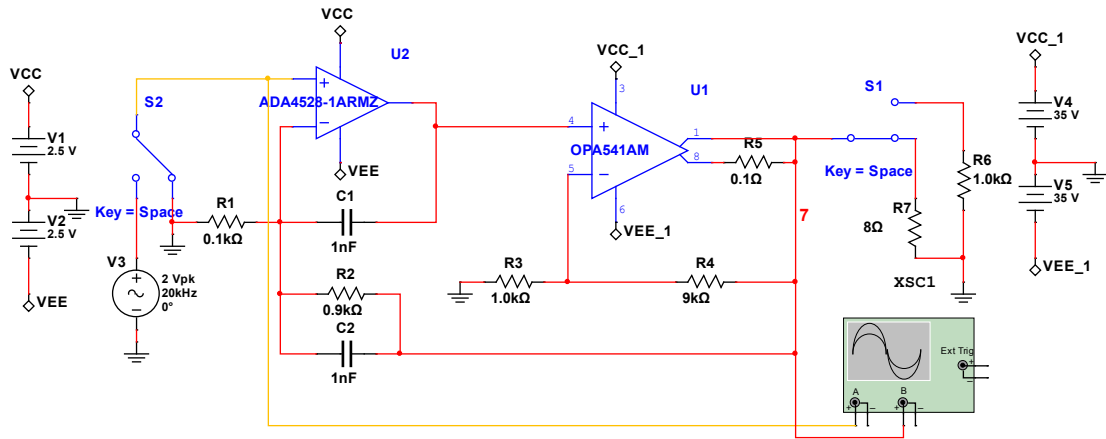 VCC
V1
2.5 V
V2
2.5 V
VEE
S2
Key = Space
V3
2 Vpk
20kHz
0°
R1
0.1kΩ
VCC
U2
ADA4528-1ARMZ
VEE
C1
1nF
R2
0.9kΩ
C2
1nF
VCC_1
U1
3
4
5
OPA541AM
1
8
6
VEE_1
R5
0.1Ω
R3
1.0kΩ
R4
9kΩ
7
S1
Key = Space
R6
1.0kΩ
R7
8Ω
XSC1
Ext Trig
+
−
A
B
+
−
+
−
VCC_1
V4
35 V
V5
35 V
VEE_1